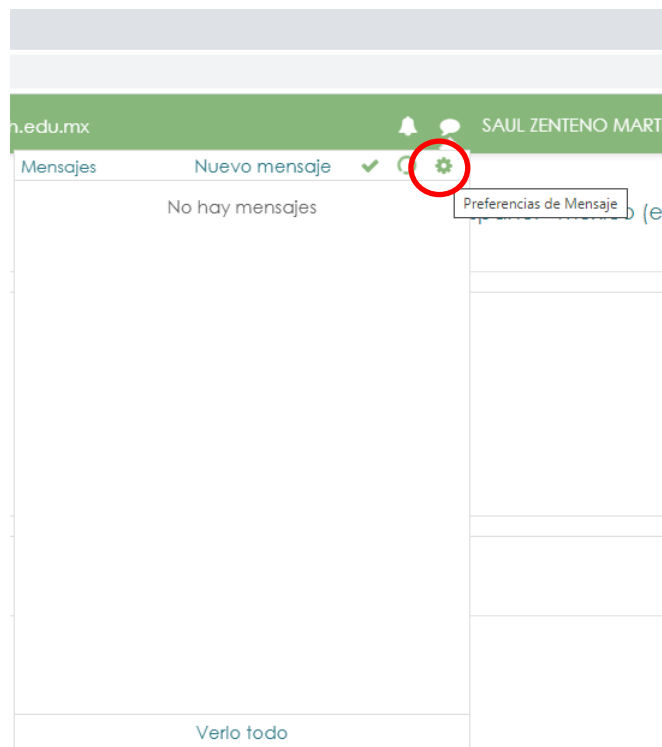 n.edu.mx SAUL ZENTENO MART
Mensajes Nuevo mensaje
No hay mensajes
Preferencias de Mensaje
(e
Verlo todo